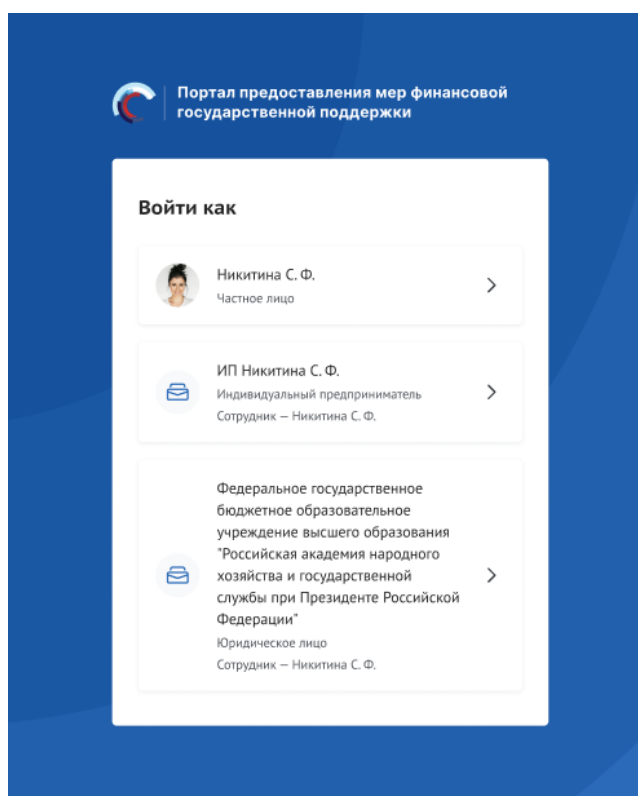 Портал предоставления мер финансовой
государственной поддержки
Войти как
Никитина С. Ф.
Частное лицо
ИП Никитина С. Ф.
Индивидуальный предприниматель
Сотрудник — Никитина С. Ф.
Федеральное государственное
бюджетное образовательное
учреждение высшего образования
"Российская академия народного
хозяйства и государственной
службы при Президенте Российской
Федерации"
Юридическое лицо
Сотрудник — Никитина С. Ф.